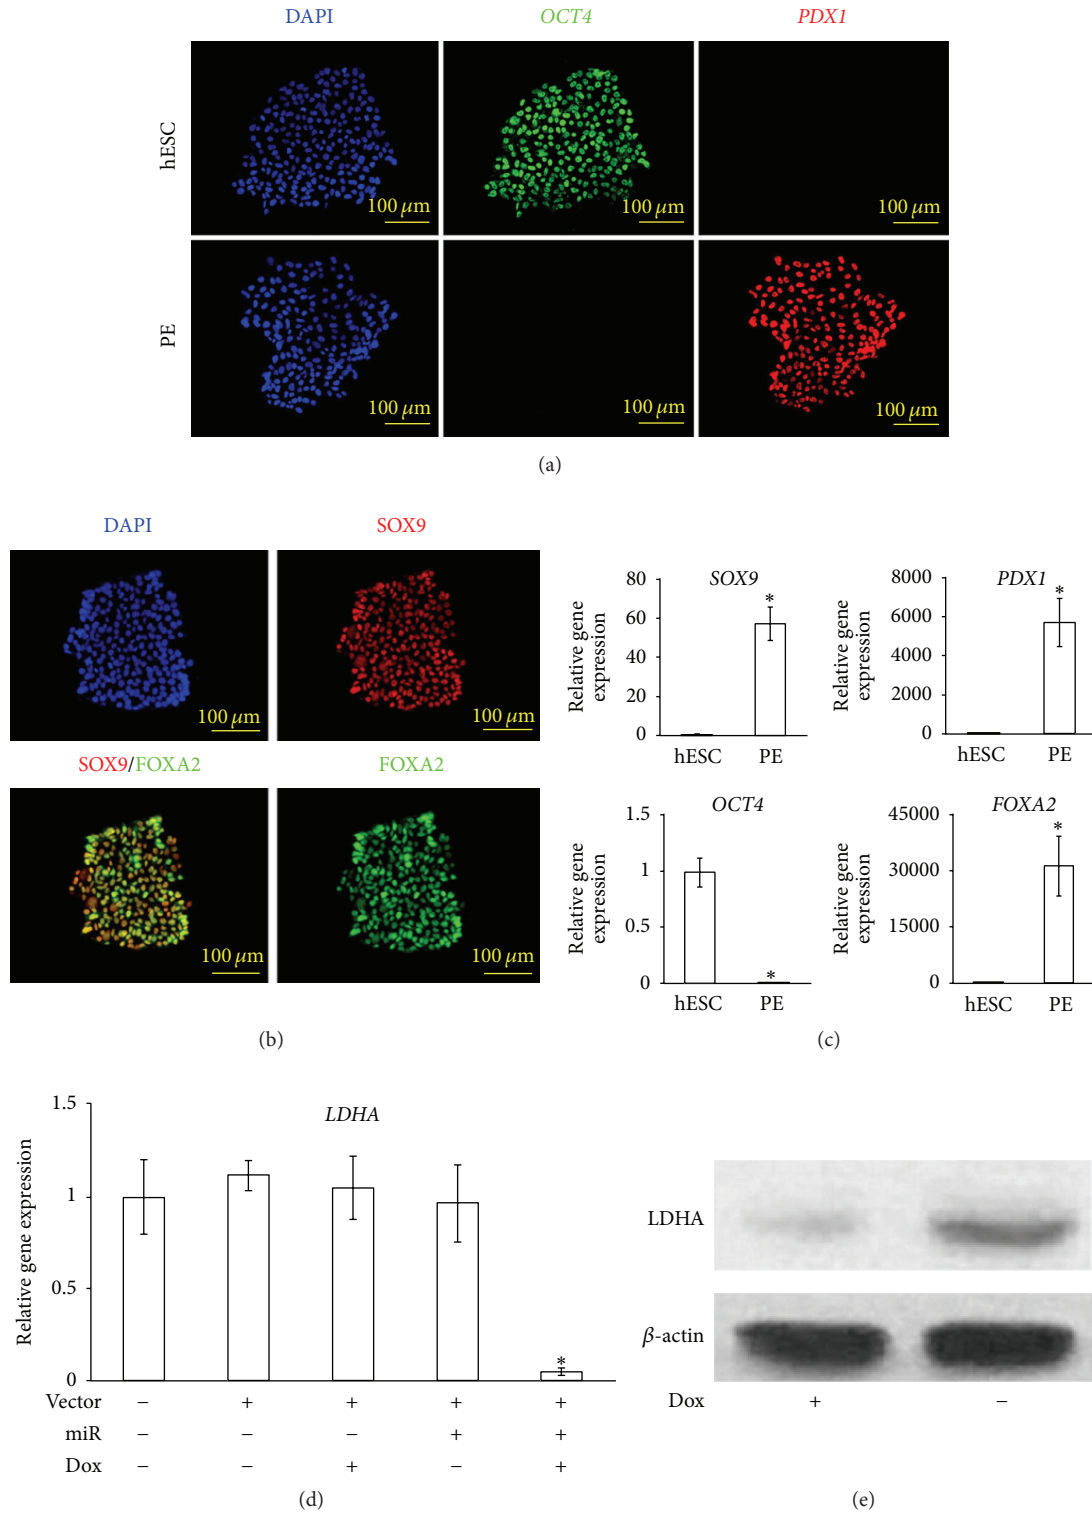 DAPI OCT4 PDX1
hESC
100 μm 100 μm 100 μm
PE
100 μm 100 μm 100 μm
(a)
DAPI SOX9
100 μm 100 μm
SOX9/FOXA2 FOXA2
100 μm 100 μm
(b)
SOX9
Relative gene
expression
80
60
40
20
0
*
hESC PE
PDX1
Relative gene
expression
8000
6000
4000
2000
0
*
hESC PE
OCT4
Relative gene
expression
1.5
1
0.5
0
*
hESC PE
FOXA2
Relative gene
expression
45000
30000
15000
0
*
hESC PE
(c)
LDHA
Relative gene expression
1.5
1
0.5
0
*
Vector − + + + +
miR − − − + +
Dox − − + − +
(d)
LDHA
β-actin
Dox + −
(e)